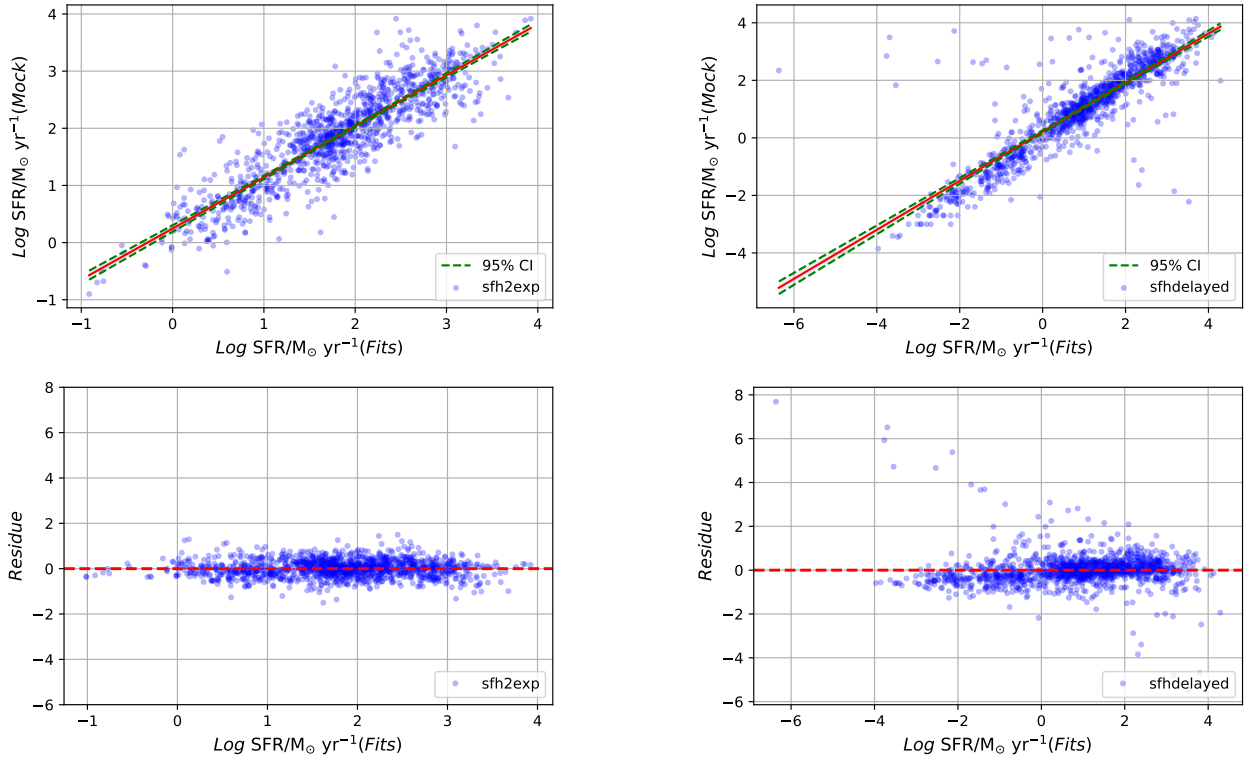 4
3
2
1
0
−1
Log SFR/M⊙ yr⁻¹(Mock)
95% CI
sfh2exp
−1 0 1 2 3 4
Log SFR/M⊙ yr⁻¹(Fits)
4
2
0
−2
−4
Log SFR/M⊙ yr⁻¹(Mock)
95% CI
sfhdelayed
−6 −4 −2 0 2 4
Log SFR/M⊙ yr⁻¹(Fits)
8
6
4
2
0
−2
−4
−6
Residue
sfh2exp
−1 0 1 2 3 4
Log SFR/M⊙ yr⁻¹(Fits)
8
6
4
2
0
−2
−4
−6
Residue
sfhdelayed
−6 −4 −2 0 2 4
Log SFR/M⊙ yr⁻¹(Fits)